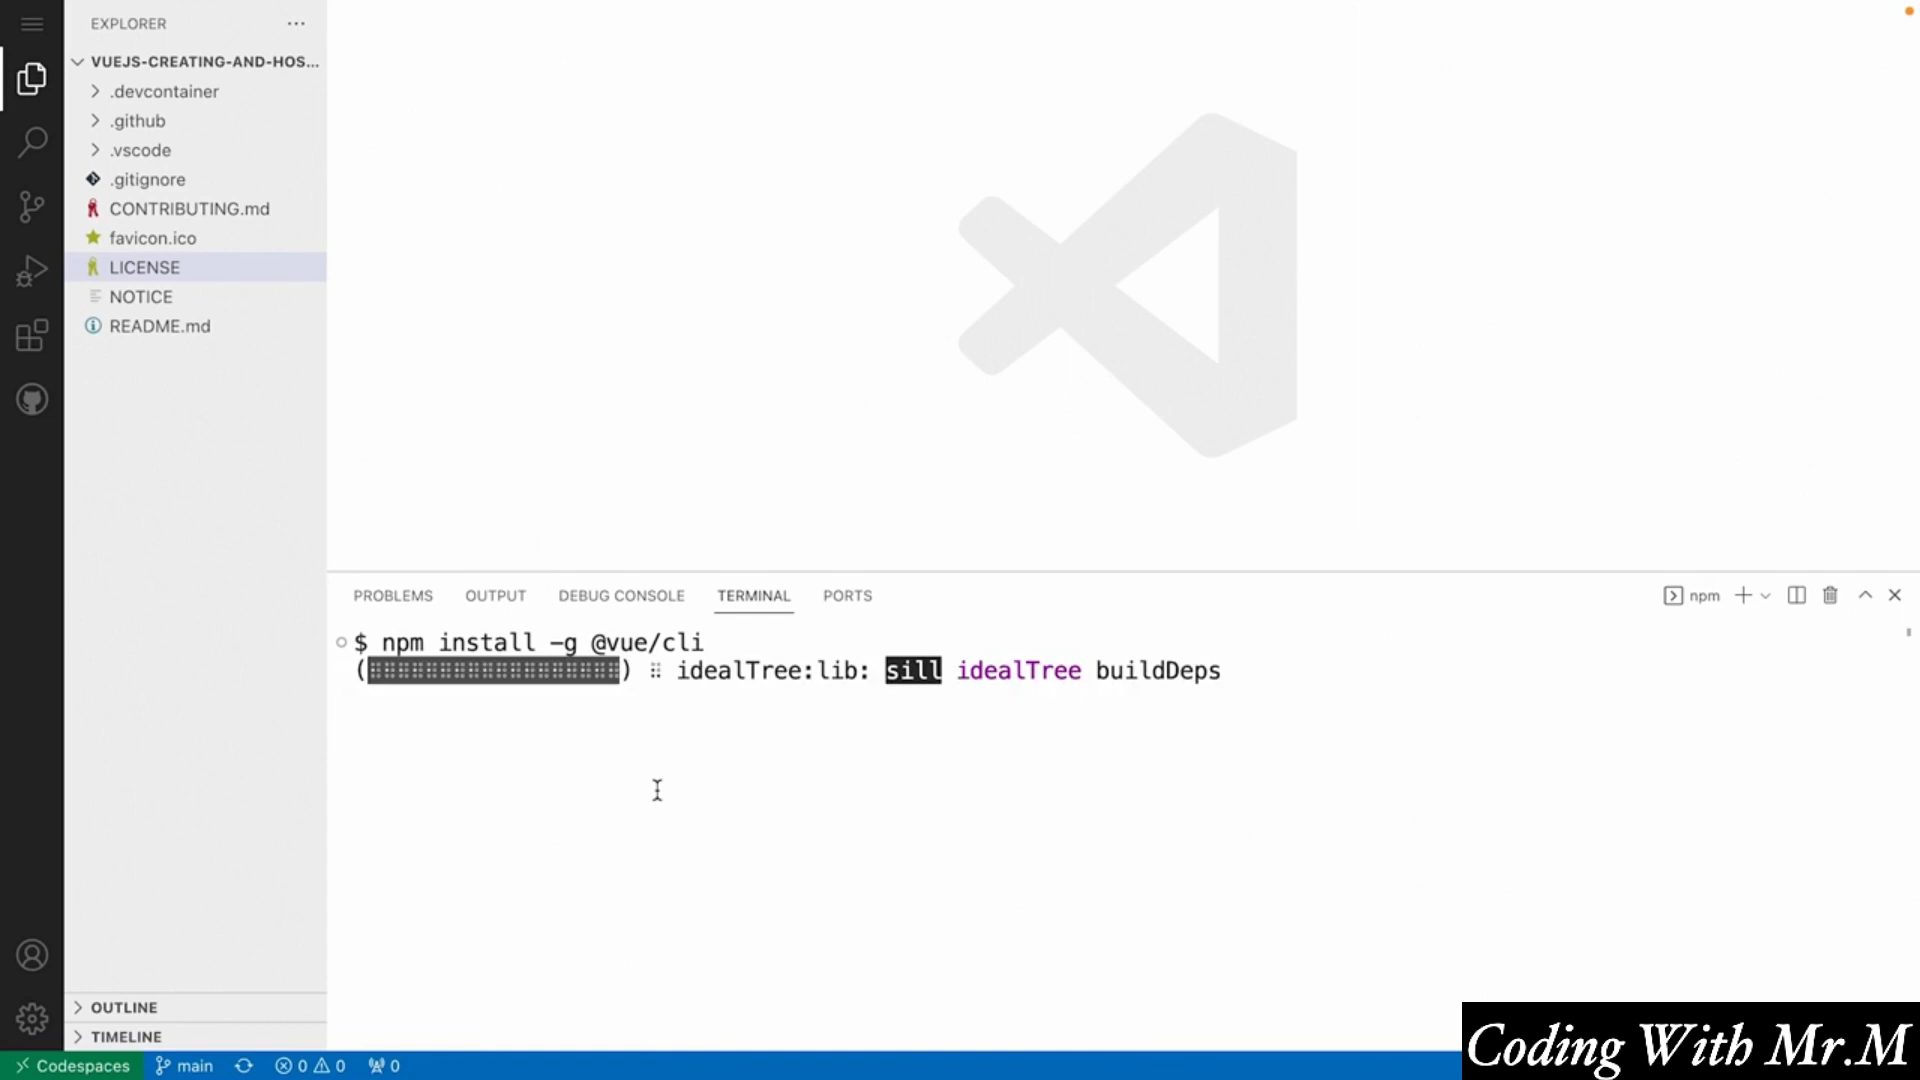 EXPLORER
VUEJS-CREATING-AND-HOS...
.devcontainer
.github
.vscode
.gitignore
CONTRIBUTING.md
favicon.ico
LICENSE
NOTICE
README.md
PROBLEMS OUTPUT DEBUG CONSOLE TERMINAL PORTS
npm
$ npm install -g @vue/cli
() ⠿ idealTree:lib: sill idealTree buildDeps
OUTLINE
TIMELINE
Codespaces main 0 0 0
Coding With Mr.M